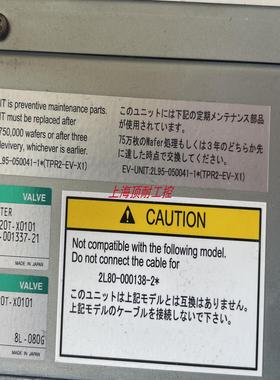 IT is preventive maintenance parts.
IT must be replaced after
750,000 wafers or after three
delevivery, whichever is earlier.
2L95-050041-1*(TPR2-EV-X1)
このユニットには下記の定期メンテナンス部品
が使用されています。
75万枚のWafer処理もしくは3年のどちらか先
に達した時点で交換してください。
EV-UNIT:2L95-050041-1*(TPR2-EV-X1)
VALVE
TER
20T-X0101
-001337-21
MADE IN JAPAN
VALVE
0T-X0101
8L-080G
MADE IN JAPAN
上海顶耐工控
CAUTION
Not compatible with the following model.
Do not connect the cable for
2L80-000138-2*
このユニットは上記モデルとは互換はありません。
上記モデルのケーブルを接続しないで下さい。